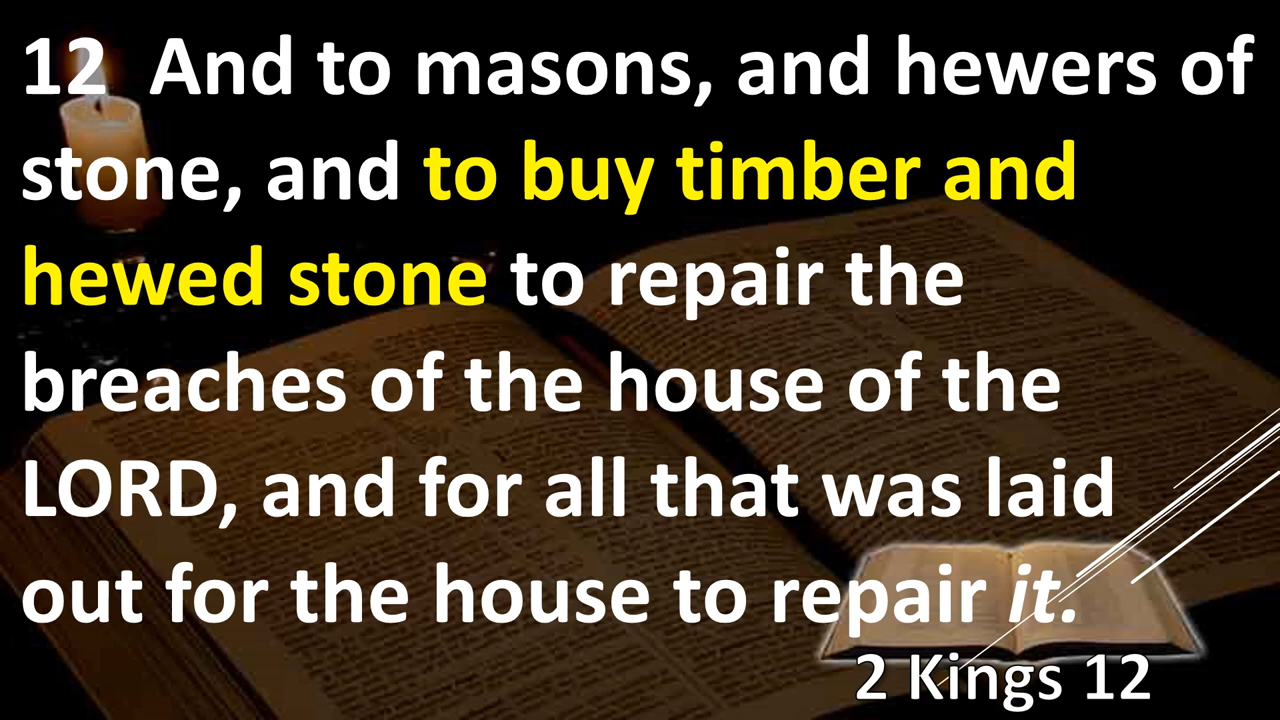 12 And to masons, and hewers of
stone, and to buy timber and
hewed stone to repair the
breaches of the house of the
LORD, and for all that was laid
out for the house to repair it.
2 Kings 12